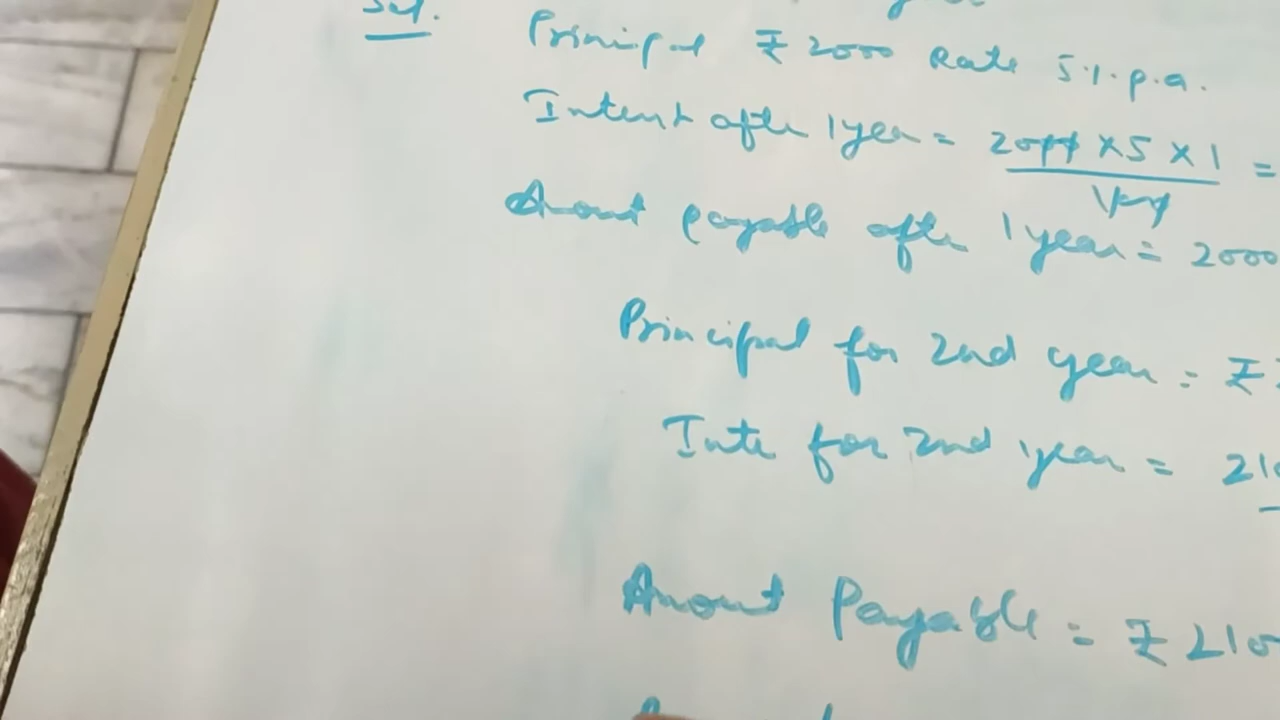 Sol. Principal ₹ 2000 Rate 5% p.a.
Interest after 1 year = 2000 × 5 × 1 =
100
Amount payable after 1 year = 2000
Principal for 2nd year = ₹
Inte for 2nd year = 210
Amount Payable = ₹ 210